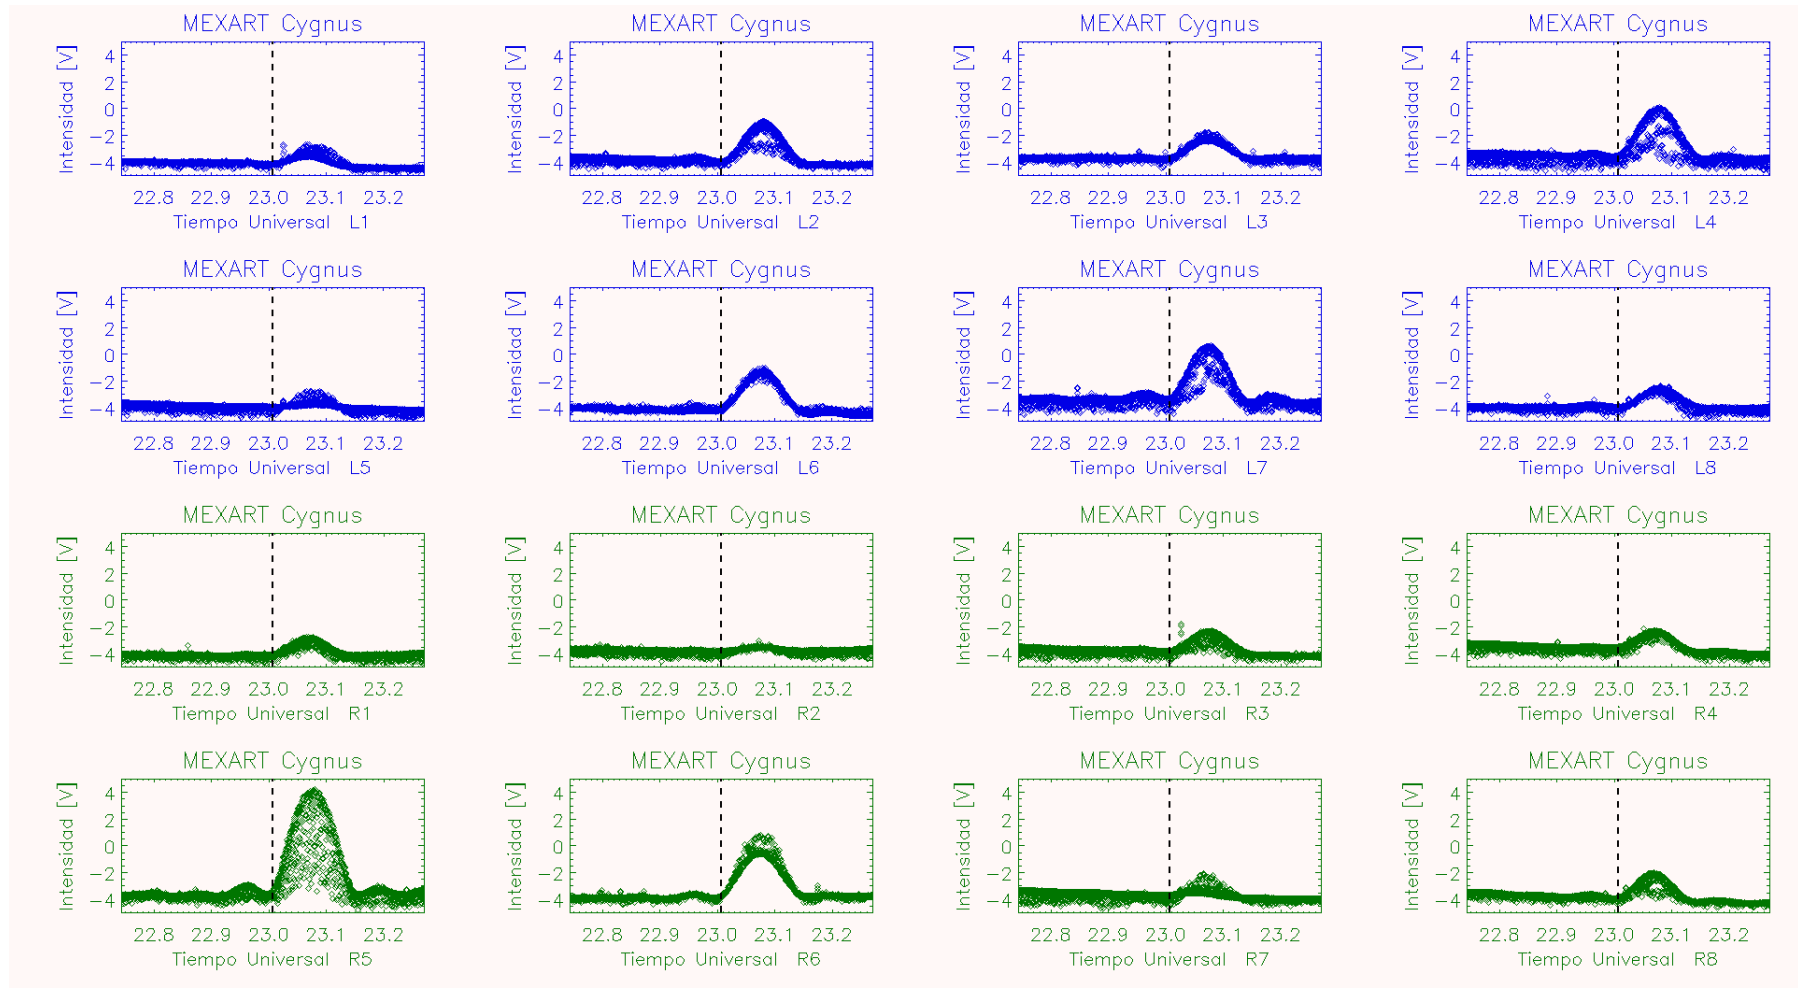 MEXART Cygnus MEXART Cygnus MEXART Cygnus MEXART Cygnus
Intensidad [V] Intensidad [V] Intensidad [V] Intensidad [V]
4 4 4 4
2 2 2 2
0 0 0 0
−2 −2 −2 −2
−4 −4 −4 −4
22.8 22.9 23.0 23.1 23.2 22.8 22.9 23.0 23.1 23.2 22.8 22.9 23.0 23.1 23.2 22.8 22.9 23.0 23.1 23.2
Tiempo Universal L1 Tiempo Universal L2 Tiempo Universal L3 Tiempo Universal L4
MEXART Cygnus MEXART Cygnus MEXART Cygnus MEXART Cygnus
Intensidad [V] Intensidad [V] Intensidad [V] Intensidad [V]
4 4 4 4
2 2 2 2
0 0 0 0
−2 −2 −2 −2
−4 −4 −4 −4
22.8 22.9 23.0 23.1 23.2 22.8 22.9 23.0 23.1 23.2 22.8 22.9 23.0 23.1 23.2 22.8 22.9 23.0 23.1 23.2
Tiempo Universal L5 Tiempo Universal L6 Tiempo Universal L7 Tiempo Universal L8
MEXART Cygnus MEXART Cygnus MEXART Cygnus MEXART Cygnus
Intensidad [V] Intensidad [V] Intensidad [V] Intensidad [V]
4 4 4 4
2 2 2 2
0 0 0 0
−2 −2 −2 −2
−4 −4 −4 −4
22.8 22.9 23.0 23.1 23.2 22.8 22.9 23.0 23.1 23.2 22.8 22.9 23.0 23.1 23.2 22.8 22.9 23.0 23.1 23.2
Tiempo Universal R1 Tiempo Universal R2 Tiempo Universal R3 Tiempo Universal R4
MEXART Cygnus MEXART Cygnus MEXART Cygnus MEXART Cygnus
Intensidad [V] Intensidad [V] Intensidad [V] Intensidad [V]
4 4 4 4
2 2 2 2
0 0 0 0
−2 −2 −2 −2
−4 −4 −4 −4
22.8 22.9 23.0 23.1 23.2 22.8 22.9 23.0 23.1 23.2 22.8 22.9 23.0 23.1 23.2 22.8 22.9 23.0 23.1 23.2
Tiempo Universal R5 Tiempo Universal R6 Tiempo Universal R7 Tiempo Universal R8